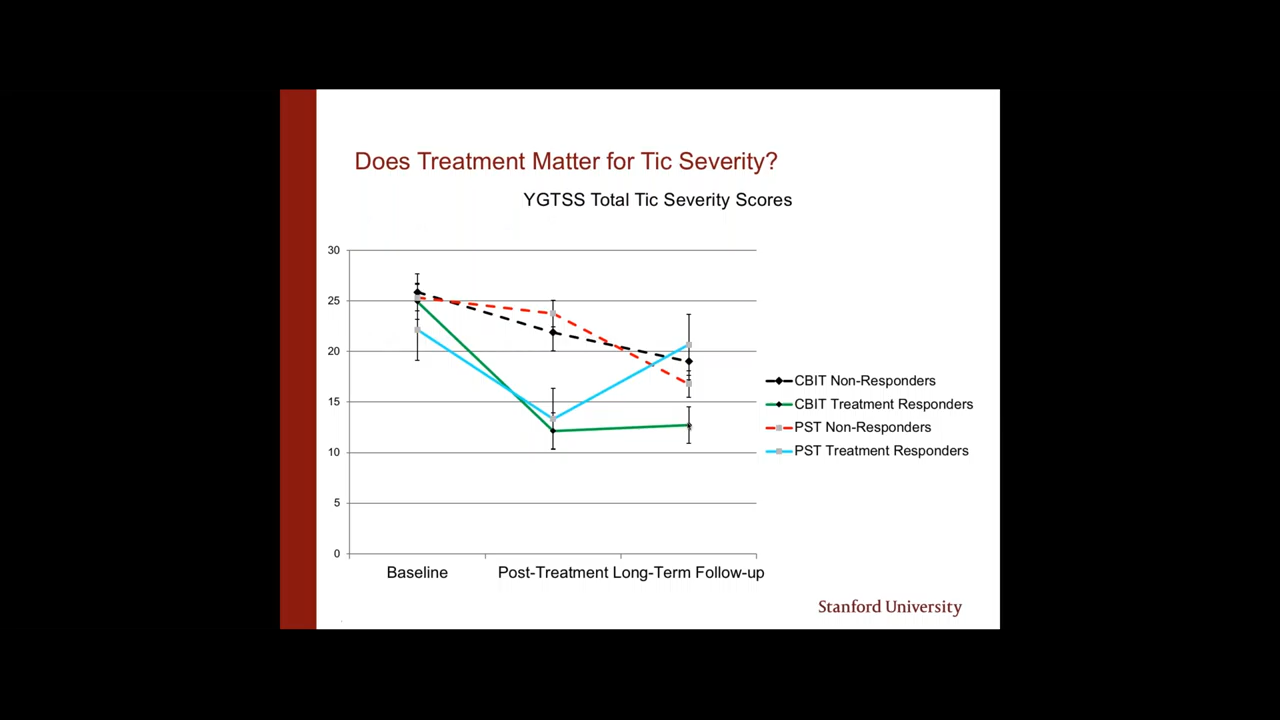 Does Treatment Matter for Tic Severity?
YGTSS Total Tic Severity Scores
30
25
20
15
10
5
0
Baseline
Post-Treatment
Long-Term Follow-up
CBIT Non-Responders
CBIT Treatment Responders
PST Non-Responders
PST Treatment Responders
Stanford University